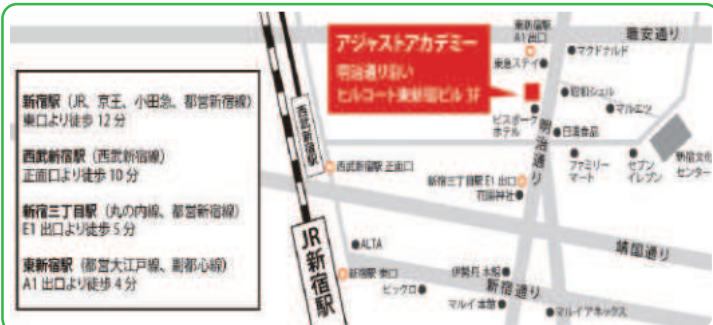 新宿駅（JR、京王、小田急、都営新宿線）
東口より徒歩 12 分
西武新宿駅（西武新宿線）
正面口より徒歩 10 分
新宿三丁目駅（丸の内線、都営新宿線）
E1 出口より徒歩 5 分
東新宿駅（都営大江戸線、副都心線）
A1 出口より徒歩 4 分
アジャストアカデミー
明治通り沿い
ヒルコート東新宿ビル 3F
東新宿駅
A1 出口
職安通り
マクドナルド
東急ステイ
昭和シェル
マルエツ
ビスポーク
ホテル
日清食品
明治通り
ファミリー
マート
セブン
イレブン
新宿文化
センター
西武新宿駅
西武新宿駅 正面口
新宿三丁目駅 E1 出口
花園神社
靖国通り
JR新宿駅
ALTA
新宿駅 東口
ビックロ
伊勢丹 本館
新宿通り
マルイ 本館
マルイ アネックス